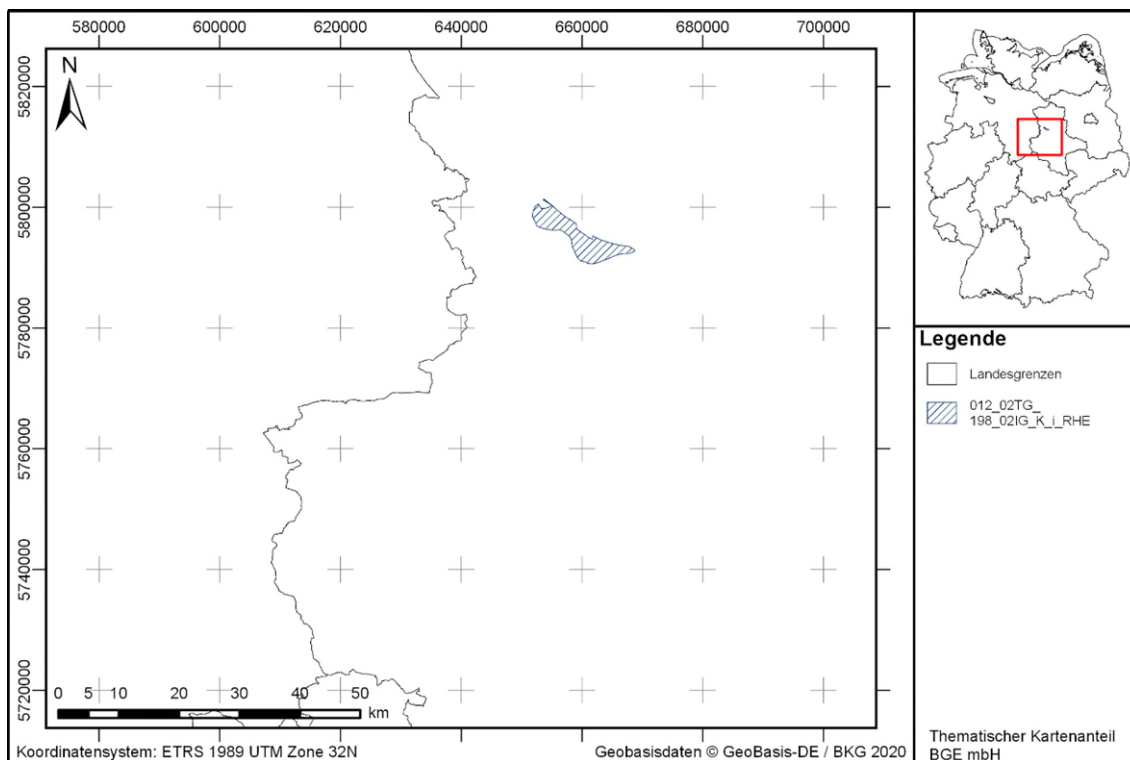 580000 600000 620000 640000 660000 680000 700000
N
5820000
5800000
5780000
5760000
5740000
5720000
0 5 10 20 30 40 50
km
Koordinatensystem: ETRS 1989 UTM Zone 32N
Geobasisdaten © GeoBasis-DE / BKG 2020
Legende
Landesgrenzen
012_02TG_
198_02IG_K_i_RHE
Thematischer Kartenanteil
BGE mbH